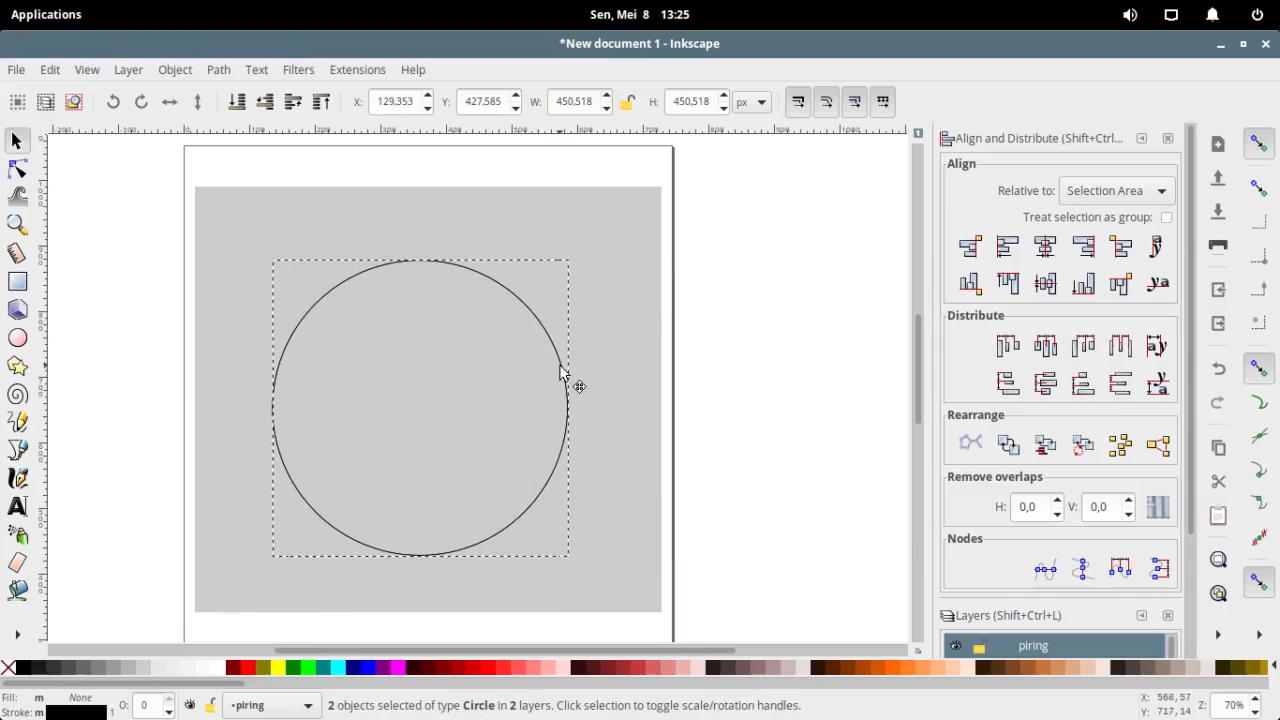 Applications
Sen, Mei 8 13:25
*New document 1 - Inkscape
File Edit View Layer Object Path Text Filters Extensions Help
X: 129,353 Y: 427,585 W: 450,518 H: 450,518 px
Align and Distribute (Shift+Ctrl...
Align
Relative to: Selection Area
Treat selection as group:
Distribute
Rearrange
Remove overlaps
H: 0,0 V: 0,0
Nodes
Layers (Shift+Ctrl+L)
piring
Fill: m None
Stroke: m 1
O: 0
•piring
2 objects selected of type Circle in 2 layers. Click selection to toggle scale/rotation handles.
X: 560,57
Y: 717,14
Z: 70%